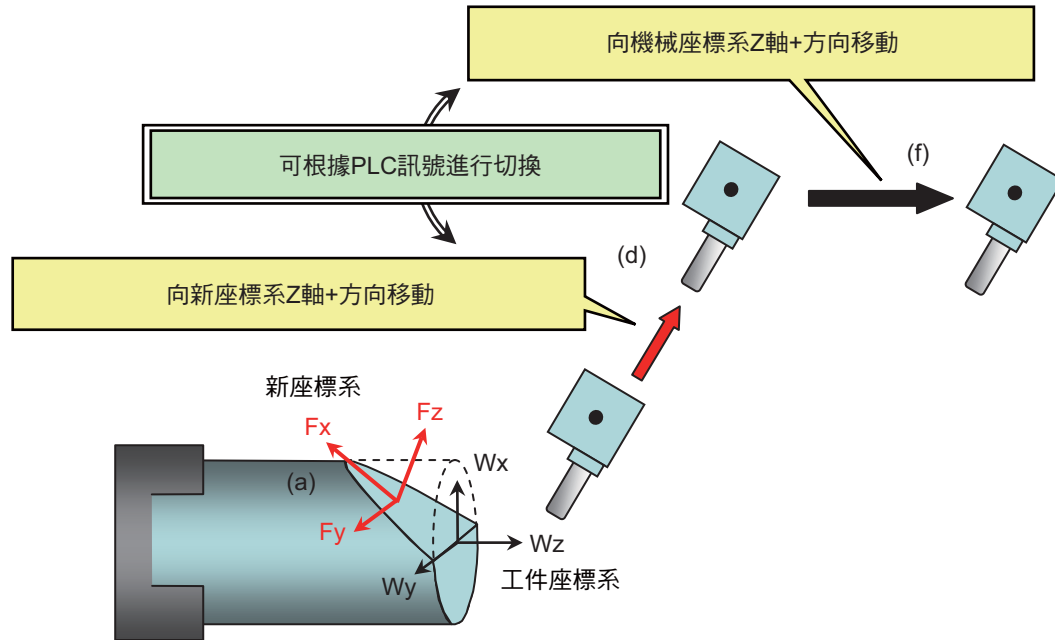 向機械座標系Z軸+方向移動
可根據PLC訊號進行切換
(f)
(d)
向新座標系Z軸+方向移動
新座標系
Fz
Fx
(a)
Wx
Fy
Wz
Wy
工件座標系